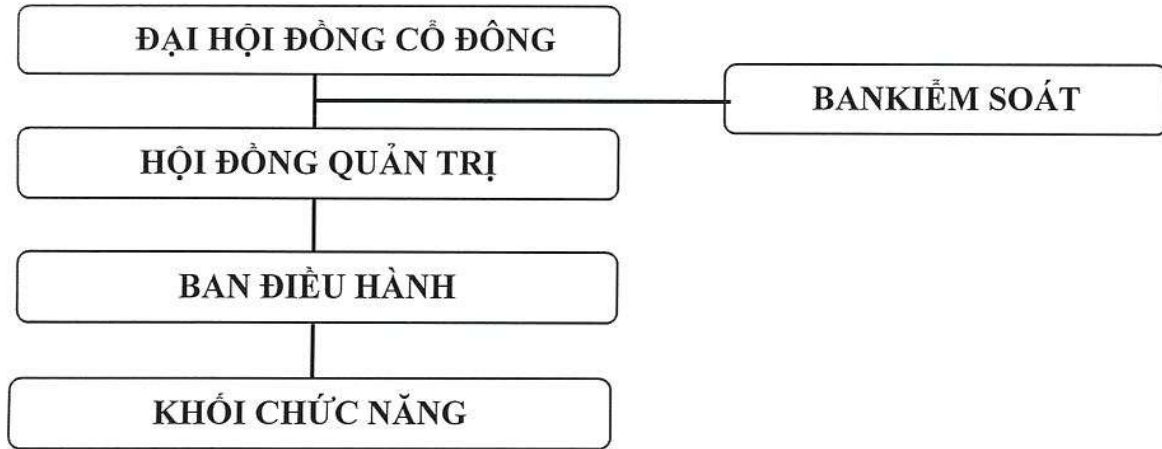 ĐẠI HỘI ĐỒNG CỔ ĐÔNG
BANKIỂM SOÁT
HỘI ĐỒNG QUẢN TRỊ
BAN ĐIỀU HÀNH
KHỐI CHỨC NĂNG